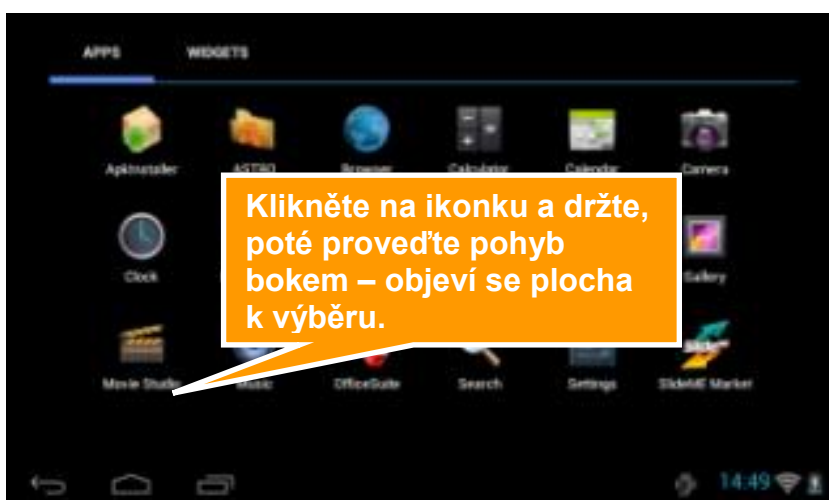 APPS WIDGETS
ApkInstaller ASTRO Browser Calculator Calendar Camera
Klikněte na ikonku a držte,
poté proveďte pohyb
bokem – objeví se plocha
k výběru.
Clock Gallery
Movie Studio Music OfficeSuite Search Settings SlideME Market
14:49